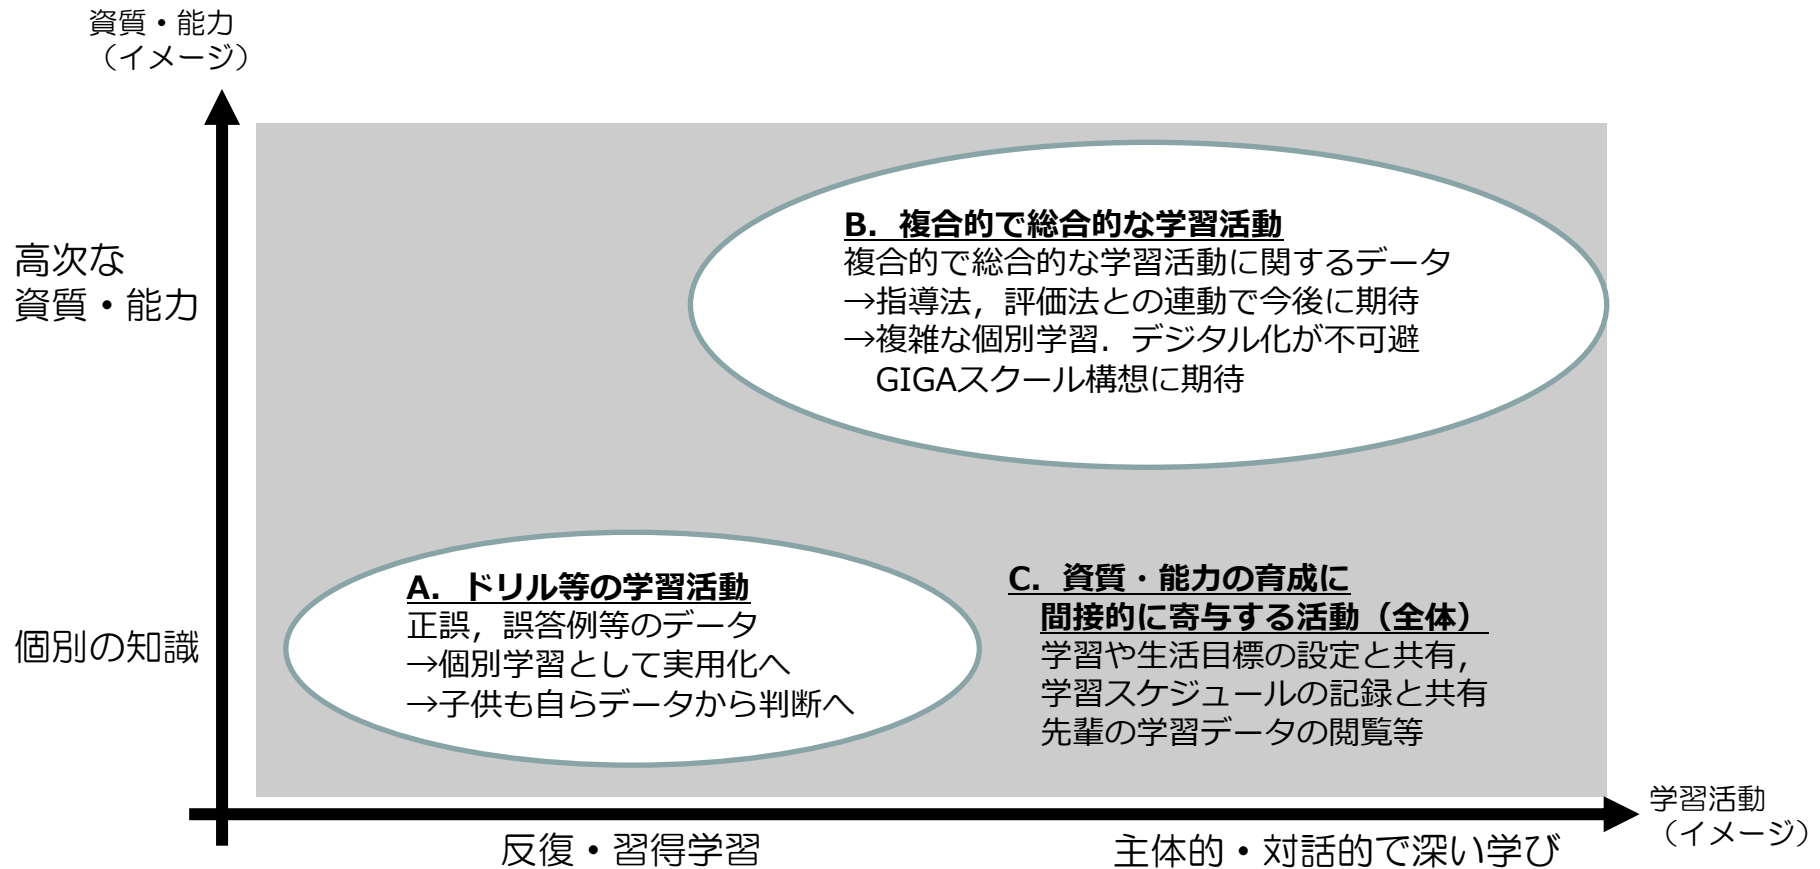 資質・能力
（イメージ）
高次な
資質・能力
B．複合的で総合的な学習活動
複合的で総合的な学習活動に関するデータ
→指導法，評価法との連動で今後に期待
→複雑な個別学習．デジタル化が不可避
GIGAスクール構想に期待
個別の知識
A．ドリル等の学習活動
正誤，誤答例等のデータ
→個別学習として実用化へ
→子供も自らデータから判断へ
C．資質・能力の育成に
間接的に寄与する活動（全体）
学習や生活目標の設定と共有，
学習スケジュールの記録と共有
先輩の学習データの閲覧等
反復・習得学習
主体的・対話的で深い学び
学習活動
（イメージ）